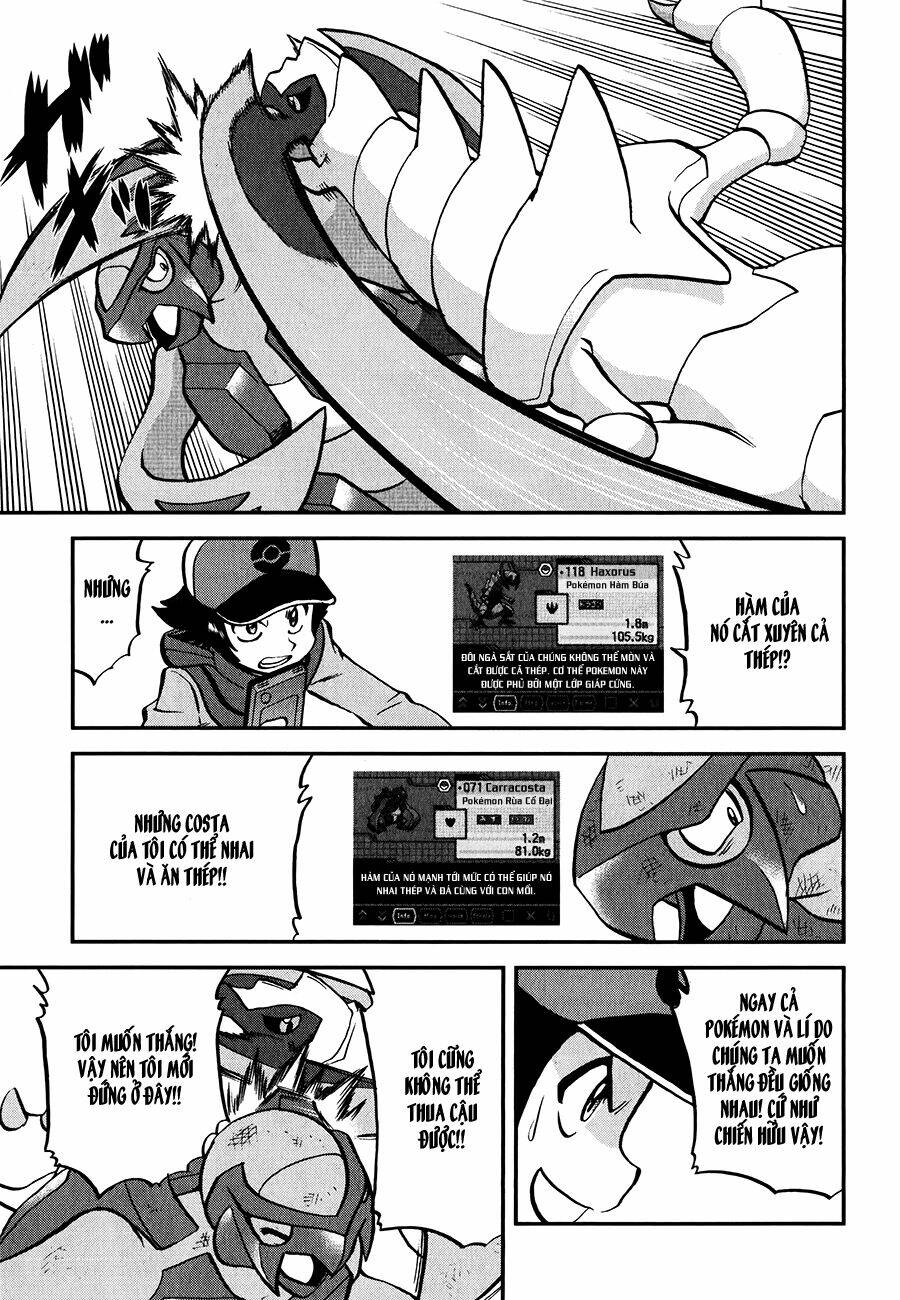 ガガッ
HÀM CỦA
NÓ CẮT XUYÊN CẢ
THÉP!?
•118 Haxorus
Pokémon Hàm Búa
1.8m
105.5kg
ĐÔI NGÀ SẮT CỦA CHÚNG KHÔNG THỂ MÒN VÀ
CẮT ĐƯỢC CẢ THÉP. CƠ THỂ POKEMON NÀY
ĐƯỢC PHỦ BỞI MỘT LỚP GIÁP CỨNG.
Info
NHƯNG
...
•071 Carracosta
Pokémon Rùa Cổ Đại
1.2m
81.0kg
HÀM CỦA NÓ MẠNH TỚI MỨC CÓ THỂ GIÚP NÓ
NHAI THÉP VÀ ĐÁ CÙNG VỚI CON MỒI.
Info
NHƯNG COSTA
CỦA TÔI CÓ THỂ NHAI
VÀ ĂN THÉP!!
NGAY CẢ
POKÉMON VÀ LÍ DO
CHÚNG TA MUỐN
THẮNG ĐỀU GIỐNG
NHAU! CỨ NHƯ
CHIẾN HỮU VẬY!
TÔI CŨNG
KHÔNG THỂ
THUA CẬU
ĐƯỢC!!
TÔI MUỐN THẮNG!
VẬY NÊN TÔI MỚI
ĐỨNG Ở ĐÂY!!